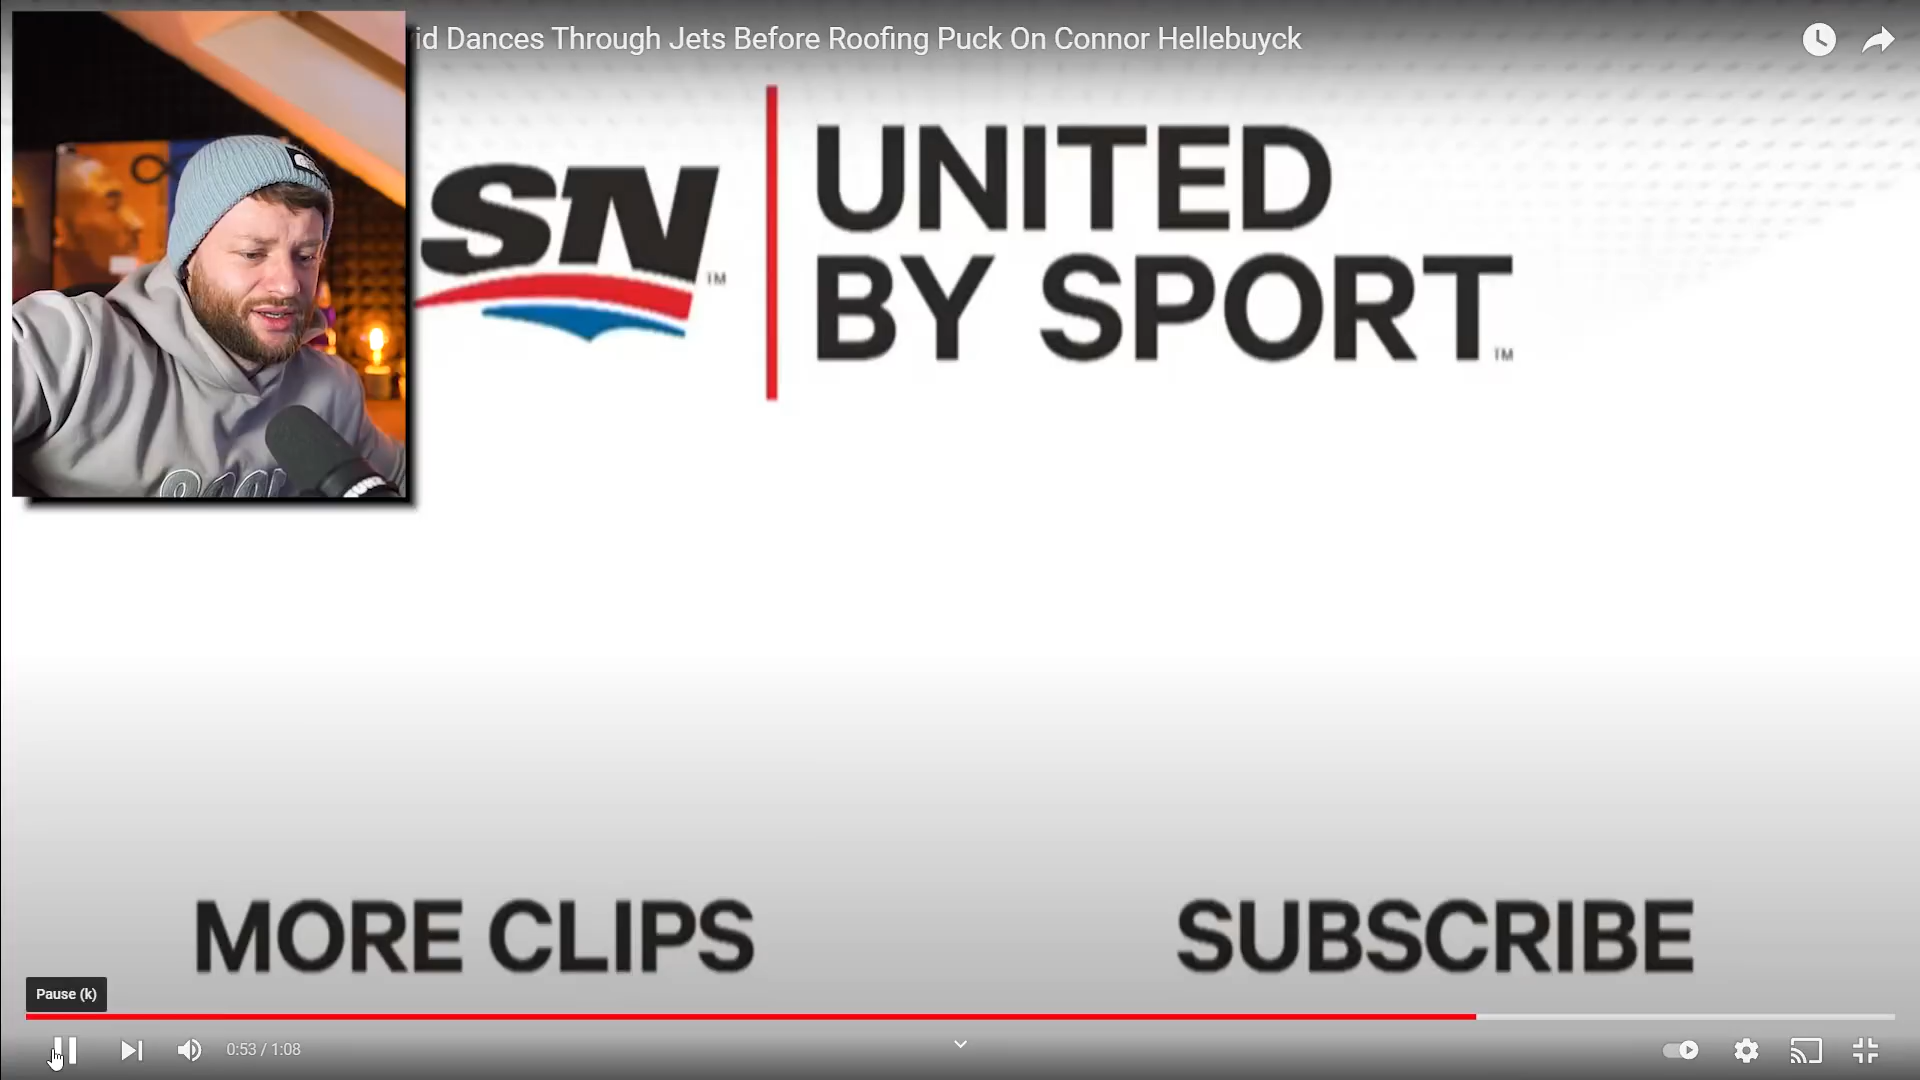 id Dances Through Jets Before Roofing Puck On Connor Hellebuyck
SN TM
UNITED
BY SPORT TM
MORE CLIPS
SUBSCRIBE
Pause (k)
0:53 / 1:08